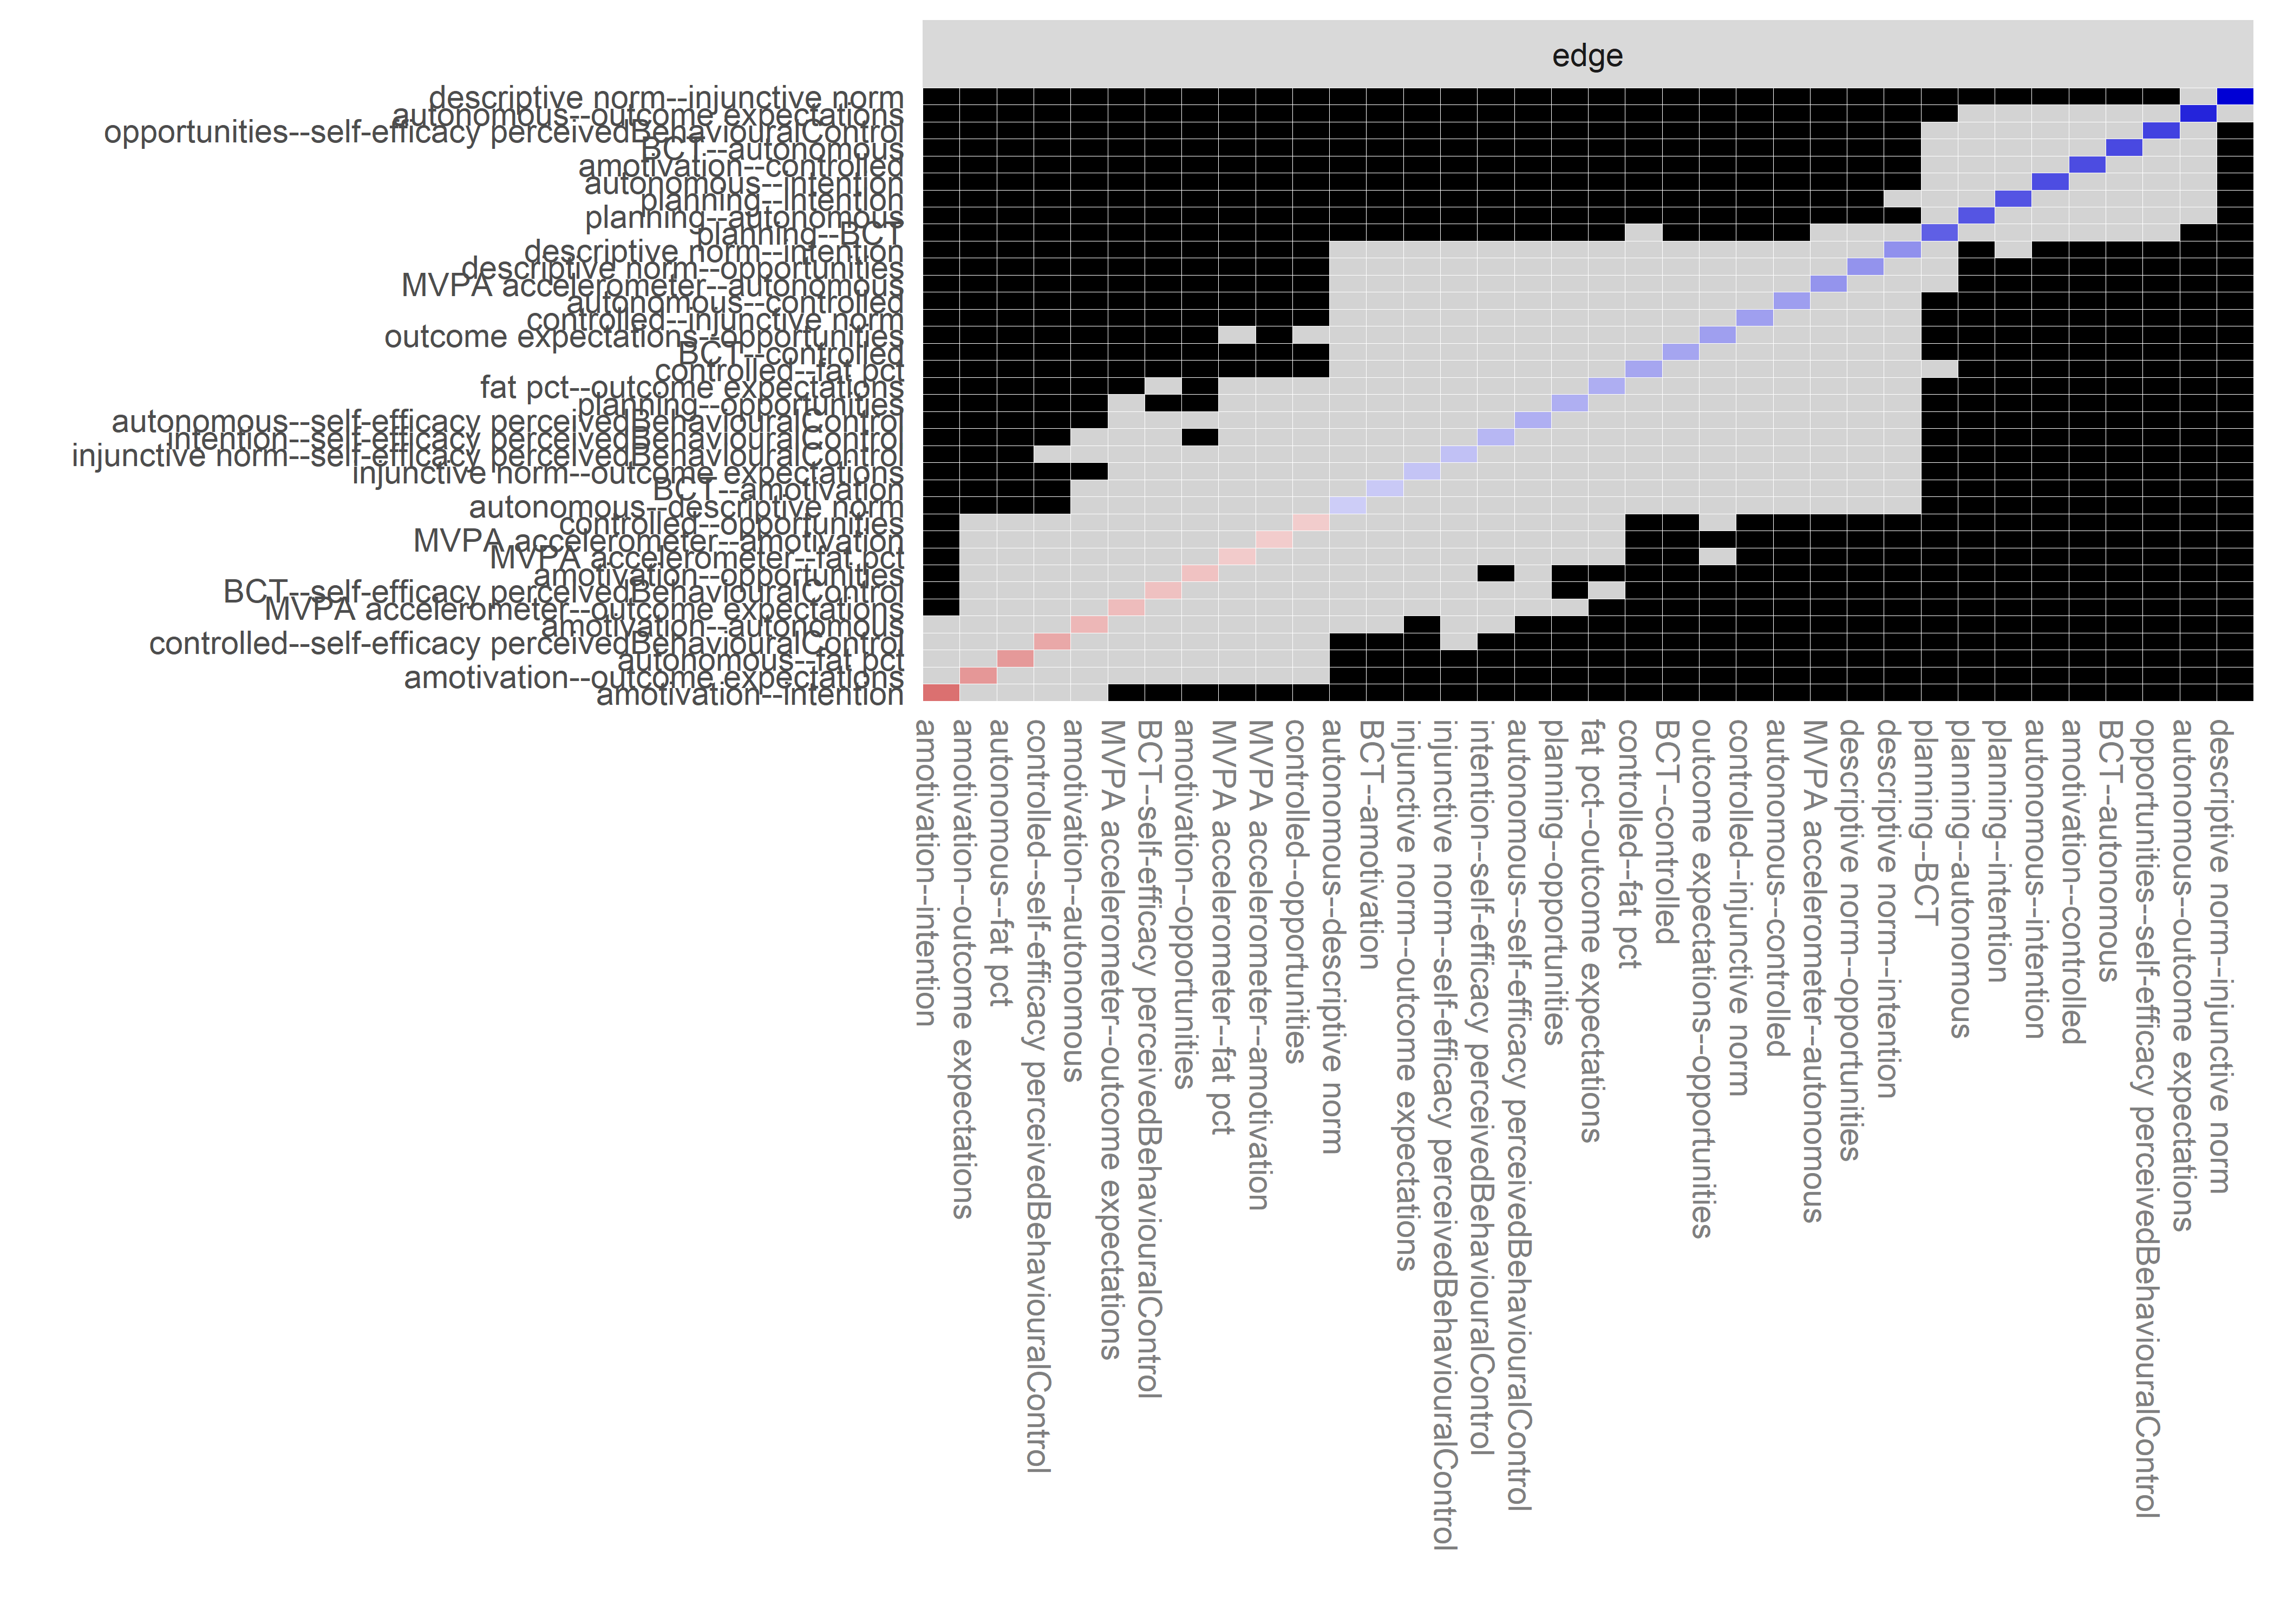 edge
descriptive norm--injunctive norm
autonomous--outcome expectations
opportunities--self-efficacy perceivedBehaviouralControl
BCT--autonomous
amotivation--controlled
autonomous--intention
planning--intention
planning--autonomous
planning--BCT
descriptive norm--intention
descriptive norm--opportunities
MVPA accelerometer--autonomous
autonomous--controlled
controlled--injunctive norm
outcome expectations--opportunities
BCT--controlled
controlled--fat pct
fat pct--outcome expectations
planning--opportunities
autonomous--self-efficacy perceivedBehaviouralControl
intention--self-efficacy perceivedBehaviouralControl
injunctive norm--self-efficacy perceivedBehaviouralControl
injunctive norm--outcome expectations
BCT--amotivation
autonomous--descriptive norm
controlled--opportunities
MVPA accelerometer--amotivation
MVPA accelerometer--fat pct
amotivation--opportunities
BCT--self-efficacy perceivedBehaviouralControl
MVPA accelerometer--outcome expectations
amotivation--autonomous
controlled--self-efficacy perceivedBehaviouralControl
autonomous--fat pct
amotivation--outcome expectations
amotivation--intention
amotivation--intention
amotivation--outcome expectations
autonomous--fat pct
controlled--self-efficacy perceivedBehaviouralControl
amotivation--autonomous
MVPA accelerometer--outcome expectations
BCT--self-efficacy perceivedBehaviouralControl
amotivation--opportunities
MVPA accelerometer--fat pct
MVPA accelerometer--amotivation
controlled--opportunities
autonomous--descriptive norm
BCT--amotivation
injunctive norm--outcome expectations
injunctive norm--self-efficacy perceivedBehaviouralControl
intention--self-efficacy perceivedBehaviouralControl
autonomous--self-efficacy perceivedBehaviouralControl
planning--opportunities
fat pct--outcome expectations
controlled--fat pct
BCT--controlled
outcome expectations--opportunities
controlled--injunctive norm
autonomous--controlled
MVPA accelerometer--autonomous
descriptive norm--opportunities
descriptive norm--intention
planning--BCT
planning--autonomous
planning--intention
autonomous--intention
amotivation--controlled
BCT--autonomous
opportunities--self-efficacy perceivedBehaviouralControl
autonomous--outcome expectations
descriptive norm--injunctive norm